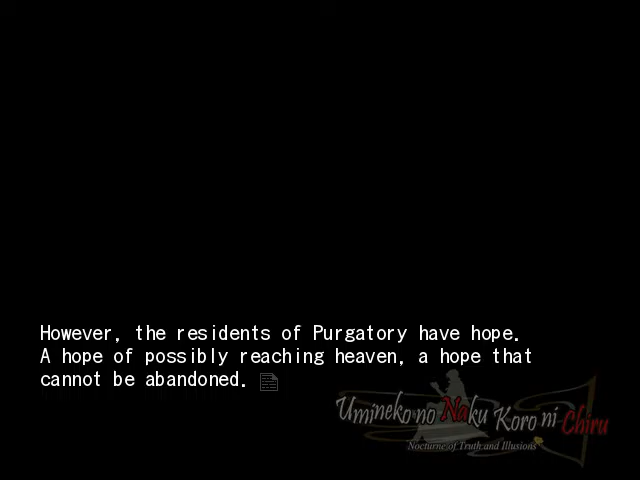 However, the residents of Purgatory have hope.
A hope of possibly reaching heaven, a hope that
cannot be abandoned.
Umineko no Naku Koro ni Chiru
Nocturne of Truth and Illusions